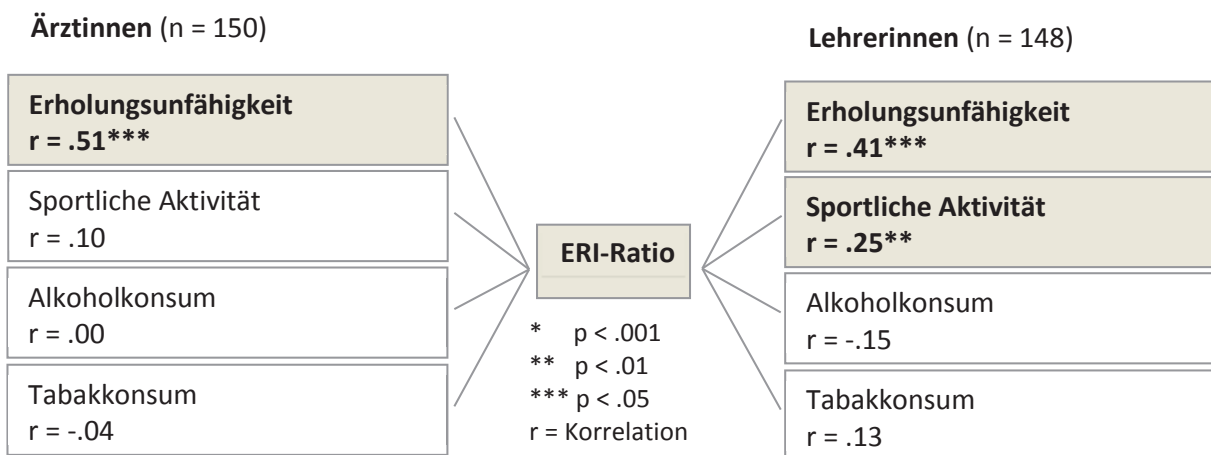 Ärztinnen (n = 150)
Erholungsunfähigkeit
r = .51***
Sportliche Aktivität
r = .10
Alkoholkonsum
r = .00
Tabakkonsum
r = -.04
ERI-Ratio
* p < .001
** p < .01
*** p < .05
r = Korrelation
Lehrerinnen (n = 148)
Erholungsunfähigkeit
r = .41***
Sportliche Aktivität
r = .25**
Alkoholkonsum
r = -.15
Tabakkonsum
r = .13